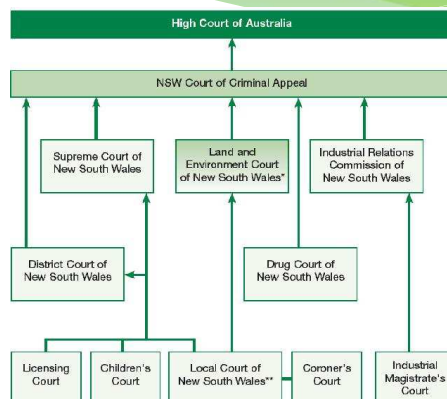 High Court of Australia
NSW Court of Criminal Appeal
Supreme Court of
New South Wales
Land and
Environment Court
of New South Wales*
Industrial Relations
Commission of
New South Wales
District Court of
New South Wales
Drug Court of
New South Wales
Licensing
Court
Children's
Court
Local Court of
New South Wales**
Coroner's
Court
Industrial
Magistrate's
Court